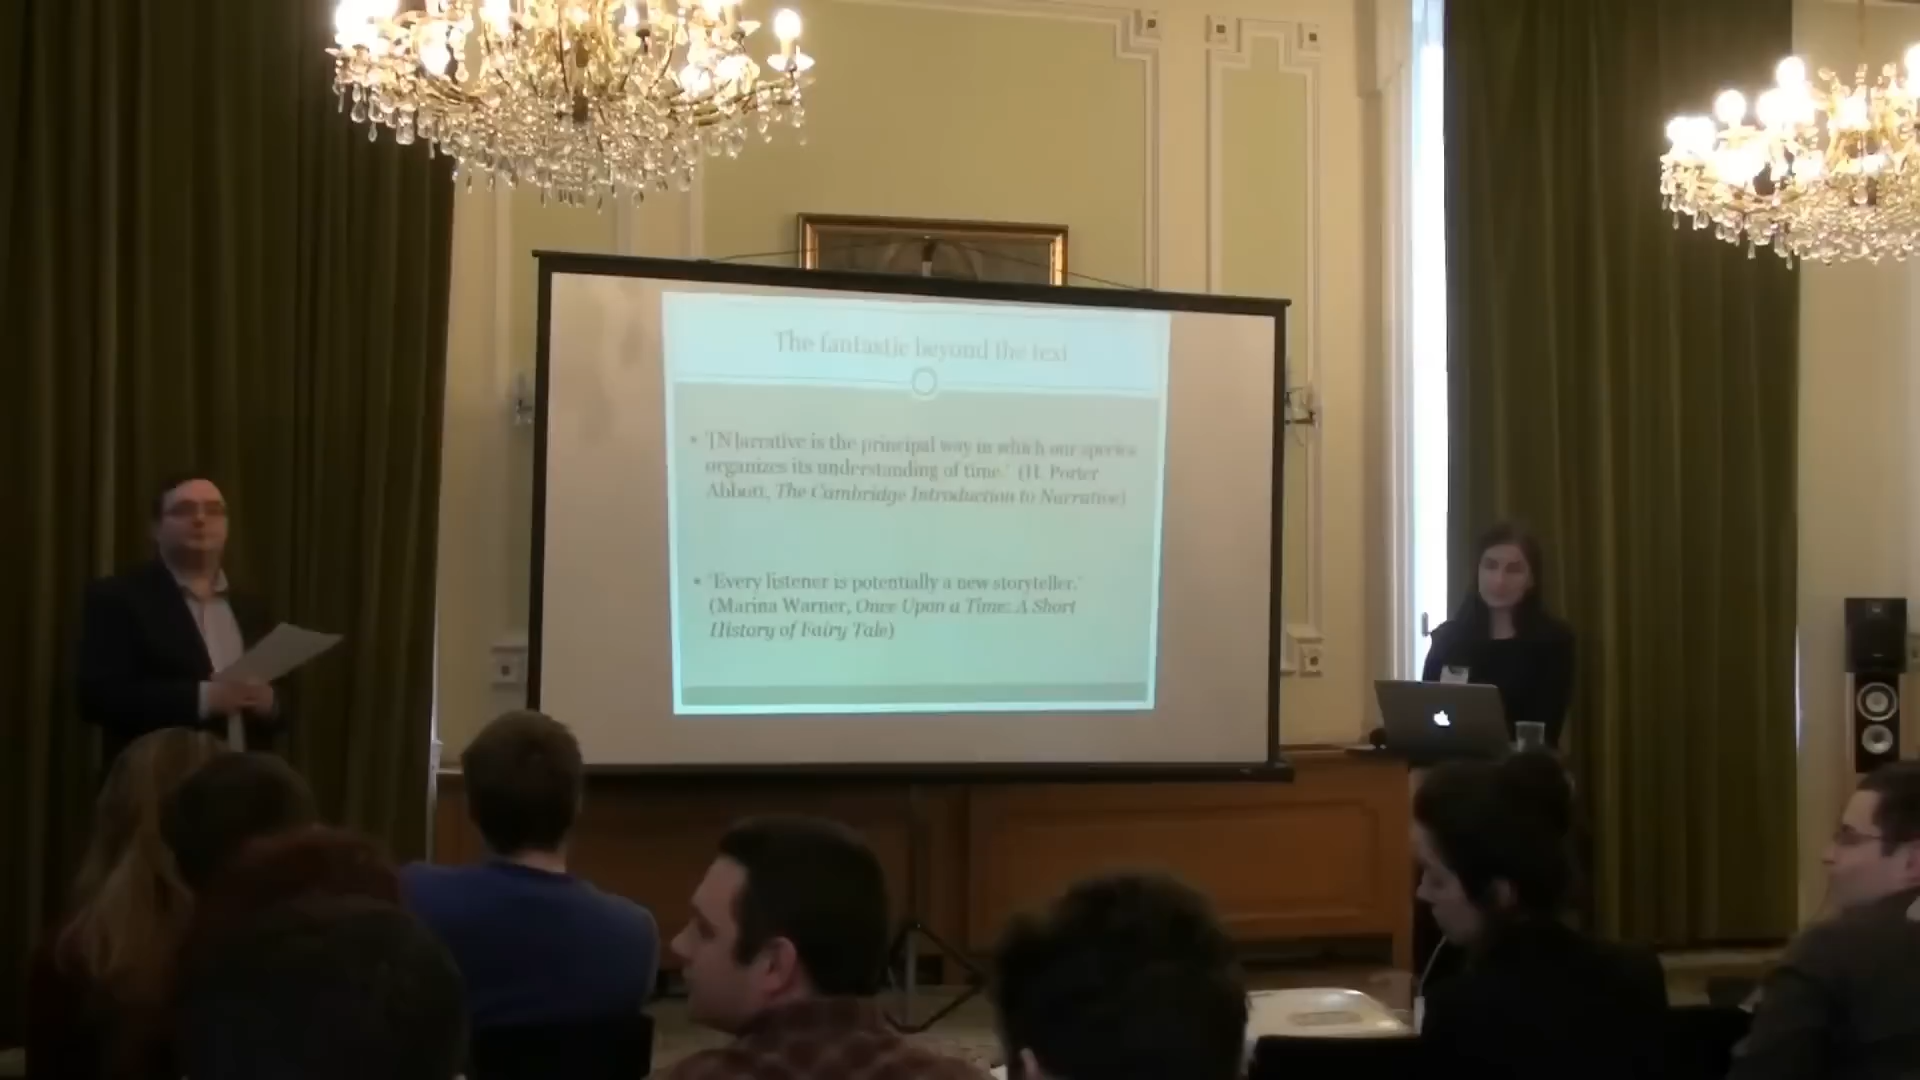 The fantastic beyond the text
• '[N]arrative is the principal way in which our species
organizes its understanding of time.' (H. Porter
Abbott, The Cambridge Introduction to Narrative)
• 'Every listener is potentially a new storyteller.'
(Marina Warner, Once Upon a Time: A Short
History of Fairy Tale)